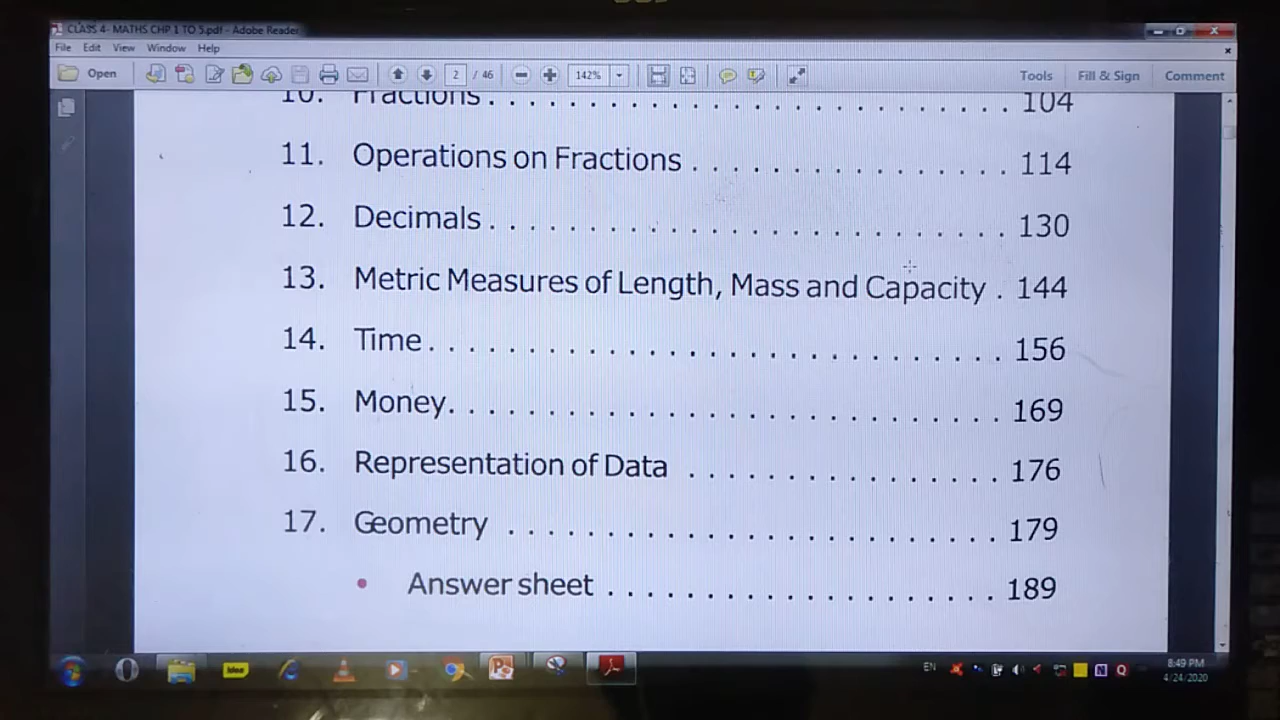 CLASS 4- MATHS CHP 1 TO 5.pdf - Adobe Reader
File Edit View Window Help
Open 2 / 46 142% Tools Fill & Sign Comment
10. Fractions . . . . . . . . . . . . . . . . . . . . . . . . . . . 104
11. Operations on Fractions . . . . . . . . . . . . . . . . 114
12. Decimals . . . . . . . . . . . . . . . . . . . . . . . . . . 130
13. Metric Measures of Length, Mass and Capacity . 144
14. Time . . . . . . . . . . . . . . . . . . . . . . . . . . . . . 156
15. Money. . . . . . . . . . . . . . . . . . . . . . . . . . . . 169
16. Representation of Data . . . . . . . . . . . . . . . . 176
17. Geometry . . . . . . . . . . . . . . . . . . . . . . . . . 179
• Answer sheet . . . . . . . . . . . . . . . . . . . . 189
Idea EN 8:49 PM
4/24/2020